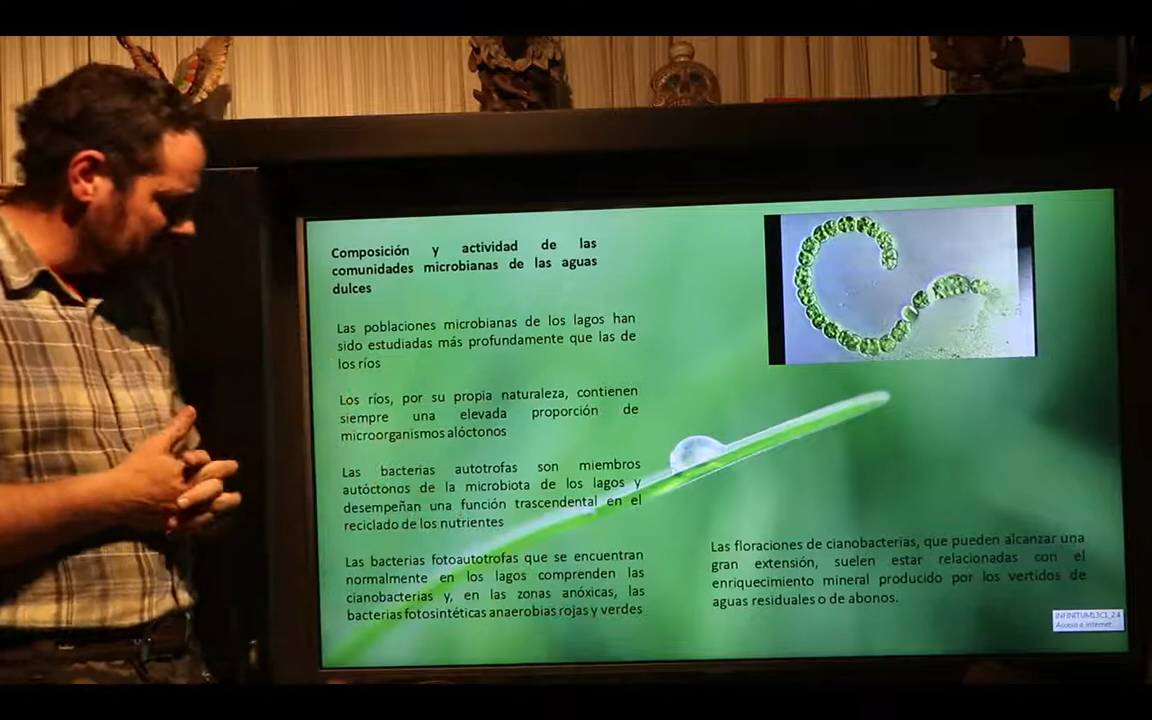 Composición y actividad de las
comunidades microbianas de las aguas
dulces
Las poblaciones microbianas de los lagos han
sido estudiadas más profundamente que las de
los ríos
Los ríos, por su propia naturaleza, contienen
siempre una elevada proporción de
microorganismos alóctonos
Las bacterias autotrofas son miembros
autóctonos de la microbiota de los lagos y
desempeñan una función trascendental en el
reciclado de los nutrientes
Las bacterias fotoautotrofas que se encuentran
normalmente en los lagos comprenden las
cianobacterias y, en las zonas anóxicas, las
bacterias fotosintéticas anaerobias rojas y verdes
Las floraciones de cianobacterias, que pueden alcanzar una
gran extensión, suelen estar relacionadas con el
enriquecimiento mineral producido por los vertidos de
aguas residuales o de abonos.
Acceso a Internet